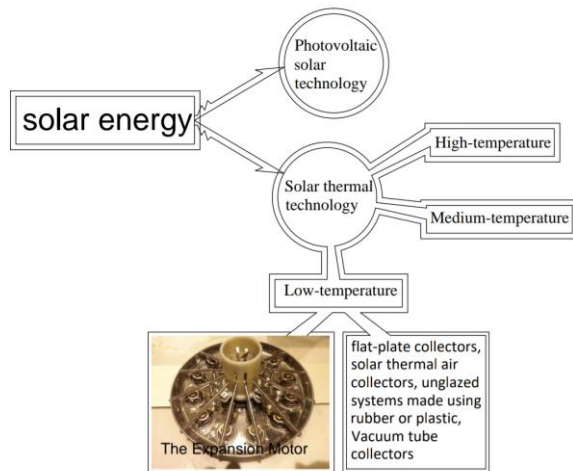 Photovoltaic
solar
technology
solar energy
High-temperature
Solar thermal
technology
Medium-temperature
Low-temperature
flat-plate collectors,
solar thermal air
collectors, unglazed
systems made using
rubber or plastic,
Vacuum tube
collectors
The Expansion Motor